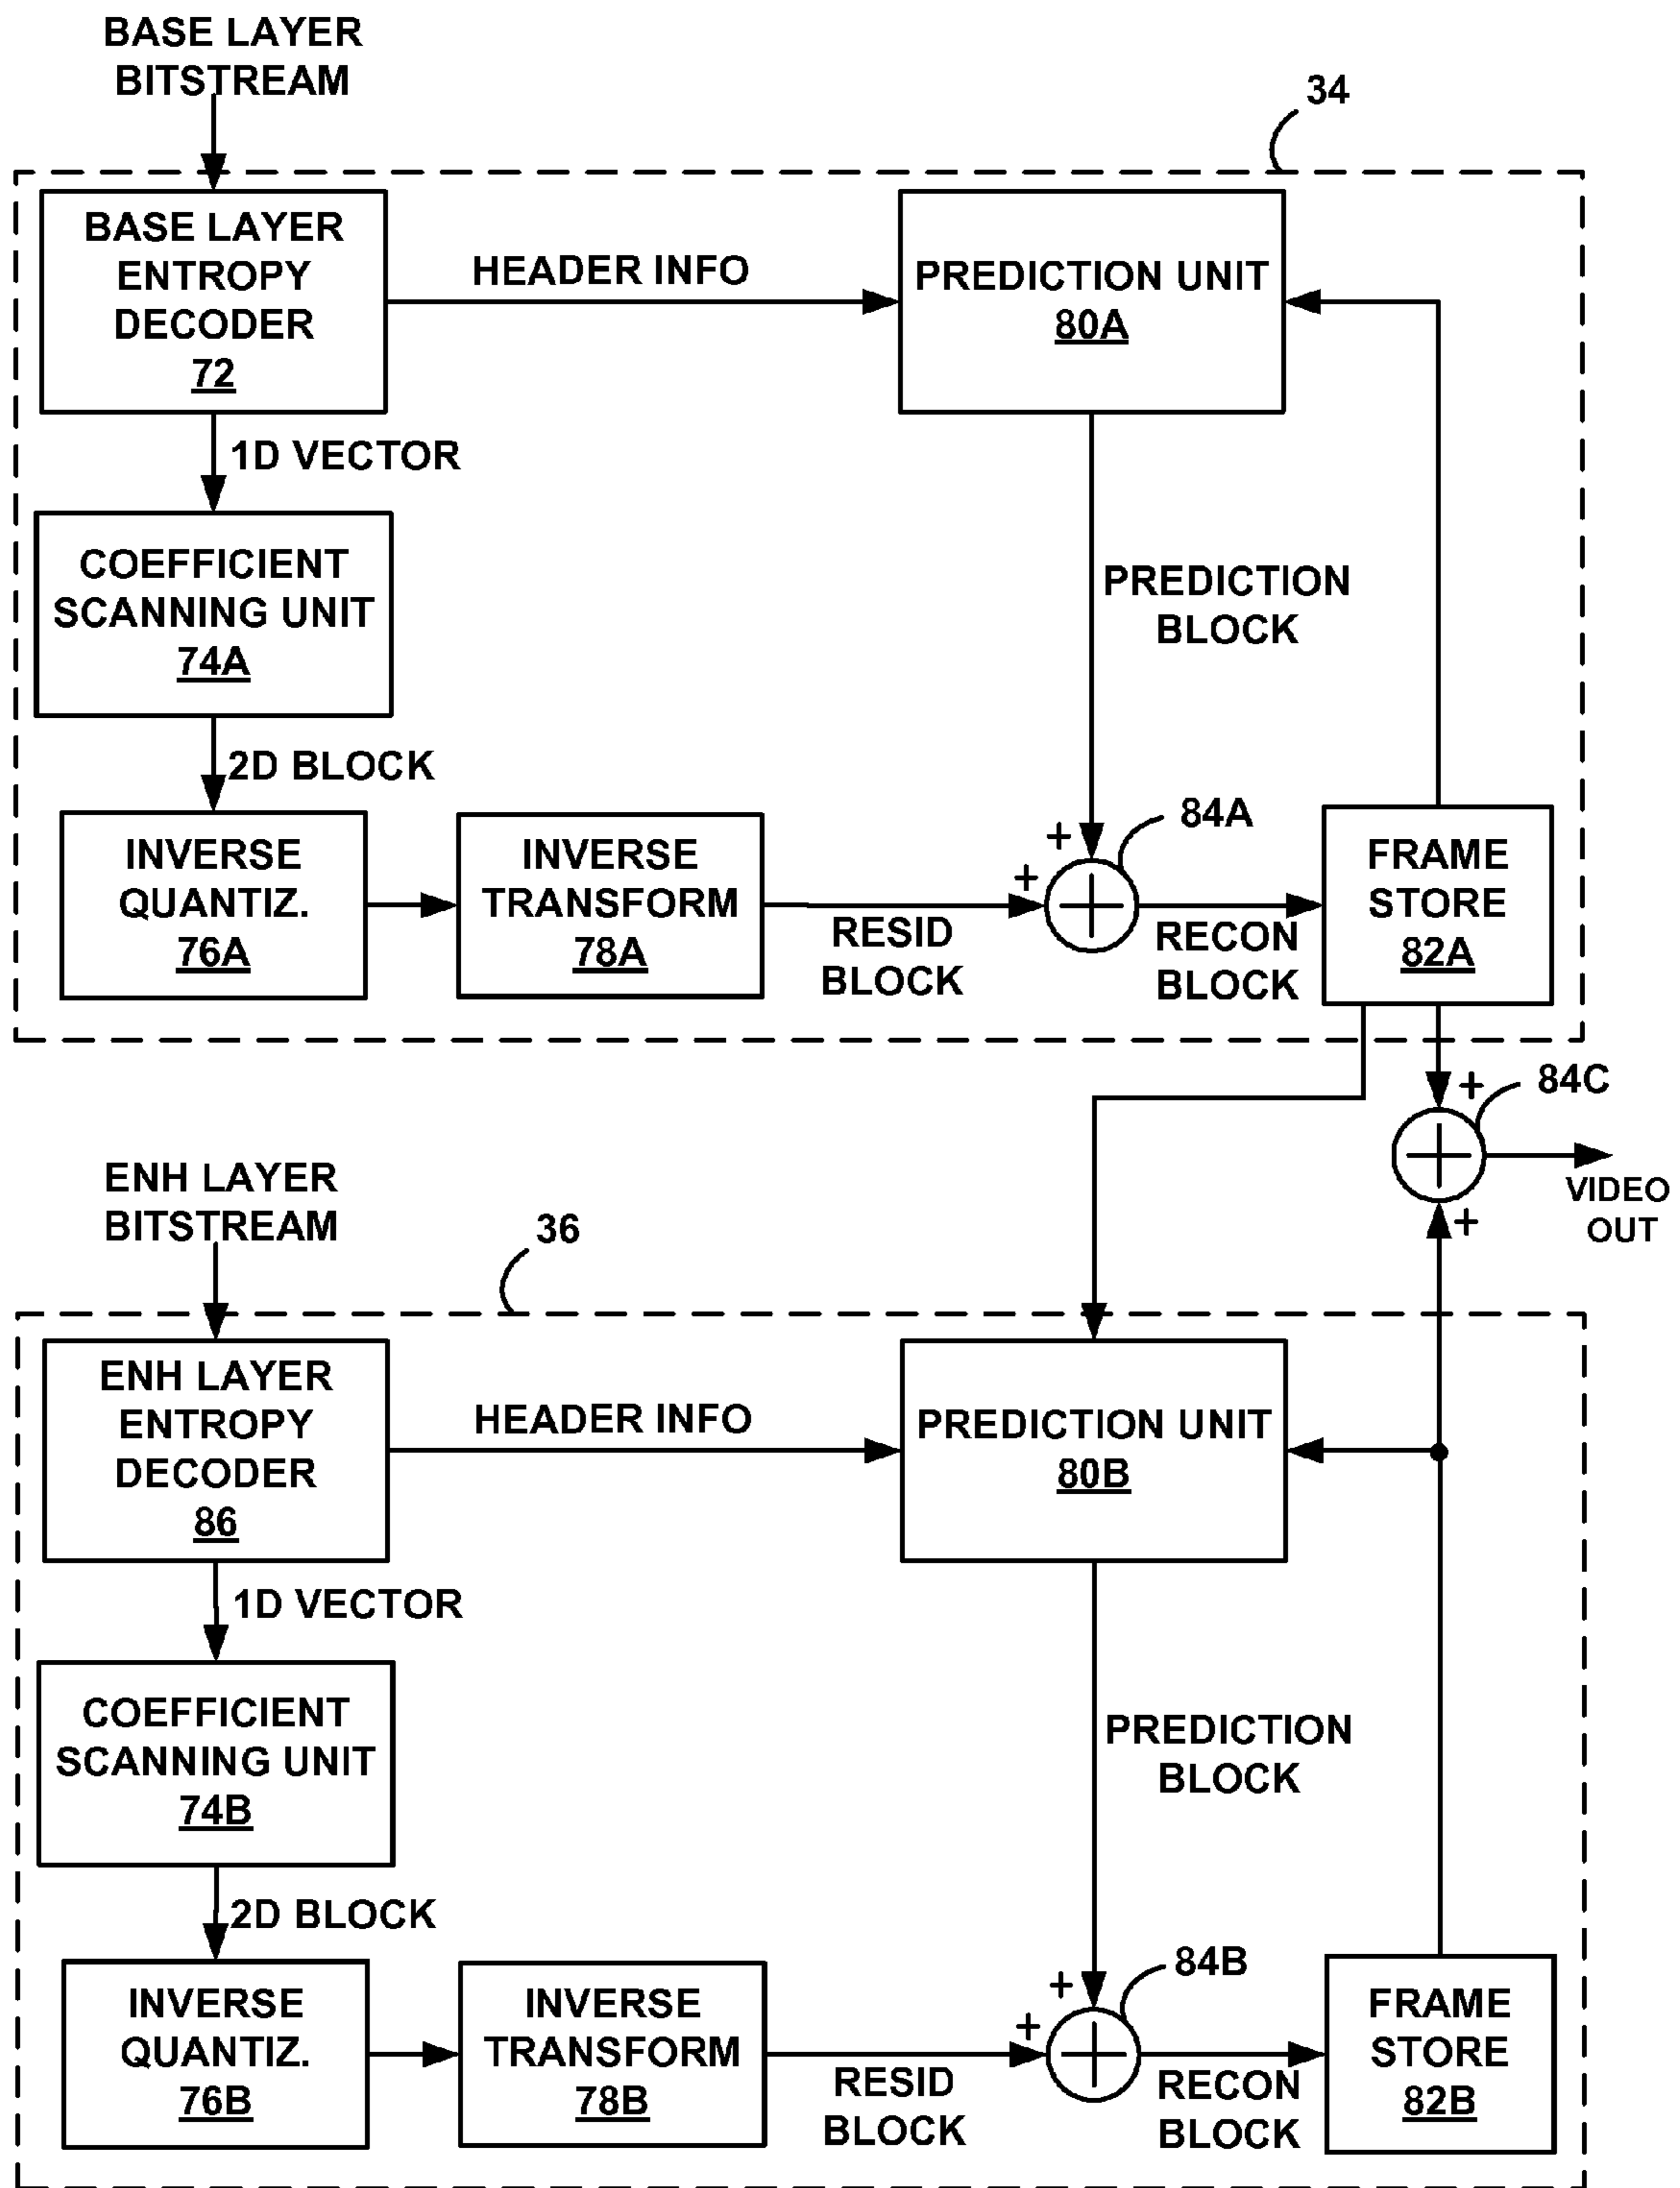 BASE LAYER
BITSTREAM
34
BASE LAYER
ENTROPY
DECODER
72
HEADER INFO
PREDICTION UNIT
80A
1D VECTOR
COEFFICIENT
SCANNING UNIT
74A
PREDICTION
BLOCK
2D BLOCK
INVERSE
QUANTIZ.
76A
INVERSE
TRANSFORM
78A
RESID
BLOCK
+
+
84A
RECON
BLOCK
FRAME
STORE
82A
+
84C
+
VIDEO
OUT
ENH LAYER
BITSTREAM
36
ENH LAYER
ENTROPY
DECODER
86
HEADER INFO
PREDICTION UNIT
80B
1D VECTOR
COEFFICIENT
SCANNING UNIT
74B
PREDICTION
BLOCK
2D BLOCK
INVERSE
QUANTIZ.
76B
INVERSE
TRANSFORM
78B
RESID
BLOCK
+
+
84B
RECON
BLOCK
FRAME
STORE
82B